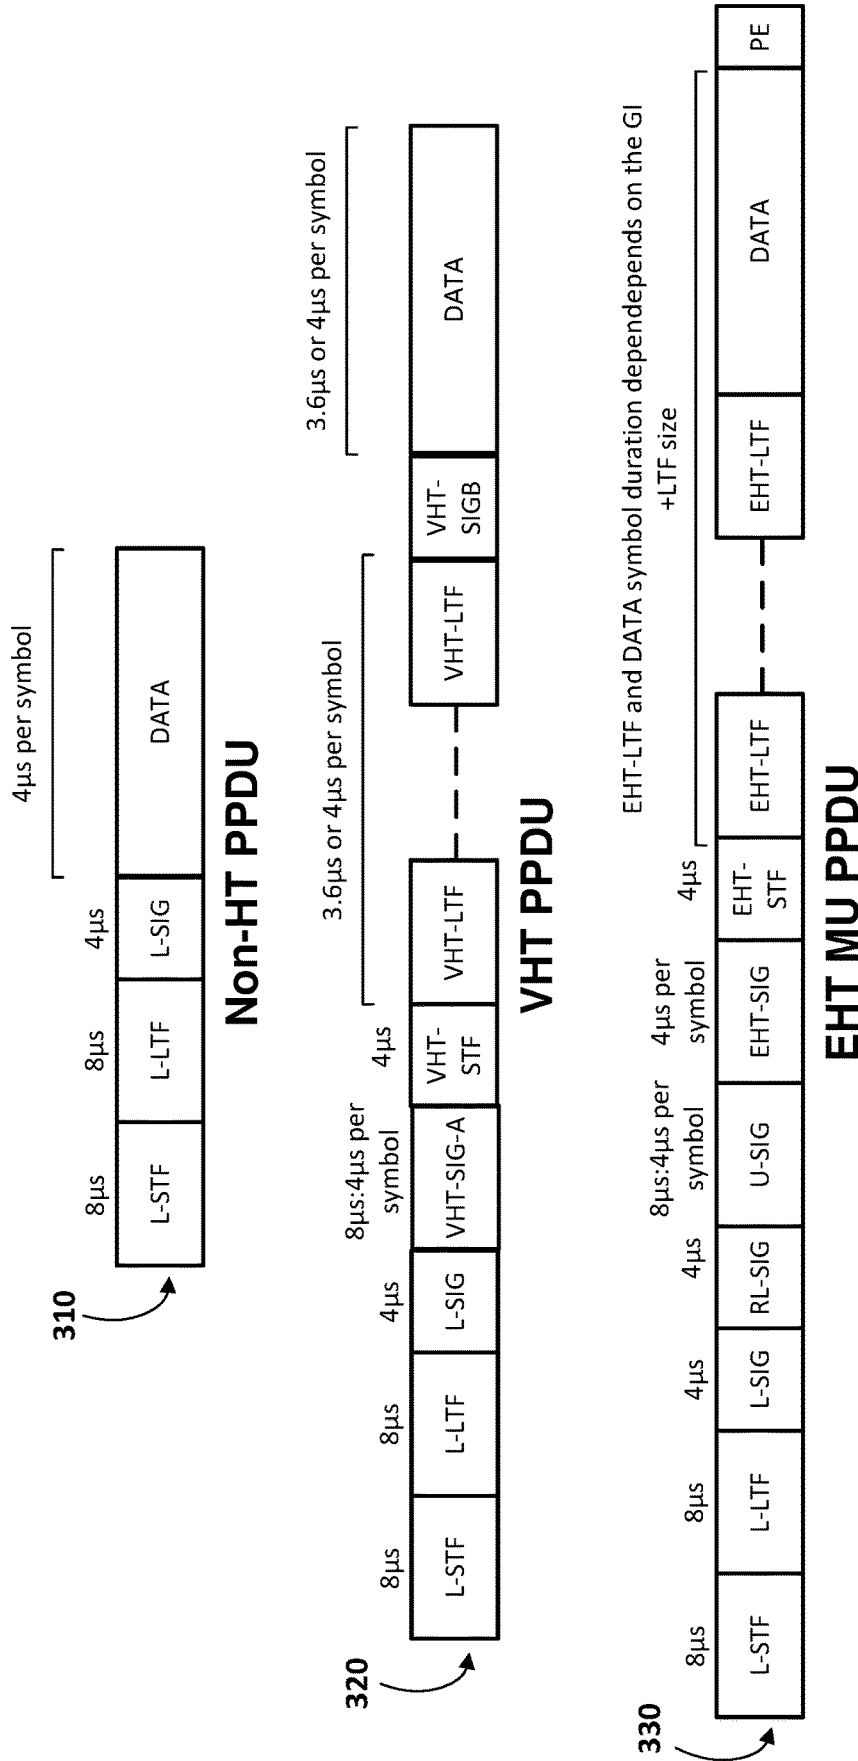 310
8µs
8µs
4µs
4µs per symbol
L-STF
L-LTF
L-SIG
DATA
Non-HT PPDU
320
8µs
8µs
4µs
8µs:4µs per
symbol
4µs
3.6µs or 4µs per symbol
3.6µs or 4µs per symbol
L-STF
L-LTF
L-SIG
VHT-SIG-A
VHT-
STF
VHT-LTF
VHT-LTF
VHT-
SIGB
DATA
VHT PPDU
330
8µs
8µs
4µs
4µs
8µs:4µs per
symbol
4µs per
symbol
4µs
EHT-LTF and DATA symbol duration dependepends on the GI
+LTF size
L-STF
L-LTF
L-SIG
RL-SIG
U-SIG
EHT-SIG
EHT-
STF
EHT-LTF
EHT-LTF
DATA
PE
EHT MU PPDU